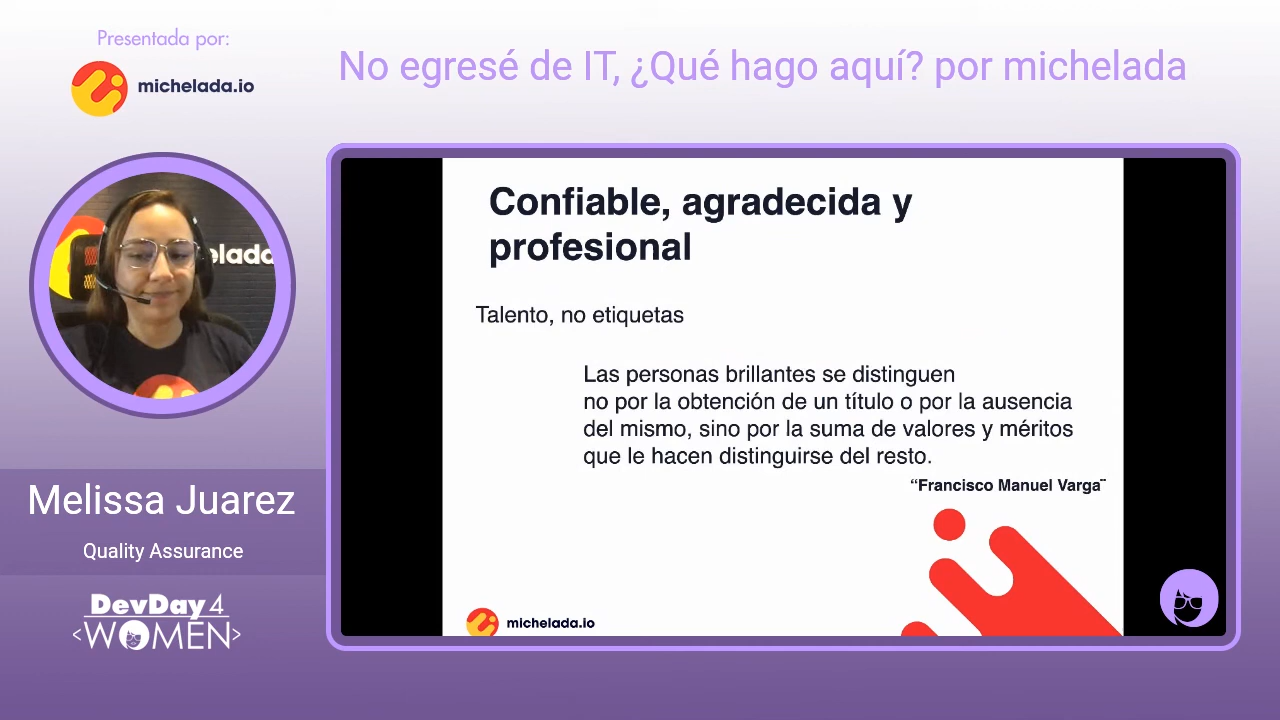 Presentada por:
michelada.io
No egresé de IT, ¿Qué hago aquí? por michelada
elada
Confiable, agradecida y
profesional
Talento, no etiquetas
Las personas brillantes se distinguen
no por la obtención de un título o por la ausencia
del mismo, sino por la suma de valores y méritos
que le hacen distinguirse del resto.
“Francisco Manuel Varga¨
michelada.io
Melissa Juarez
Quality Assurance
DevDay4
<WOMEN>